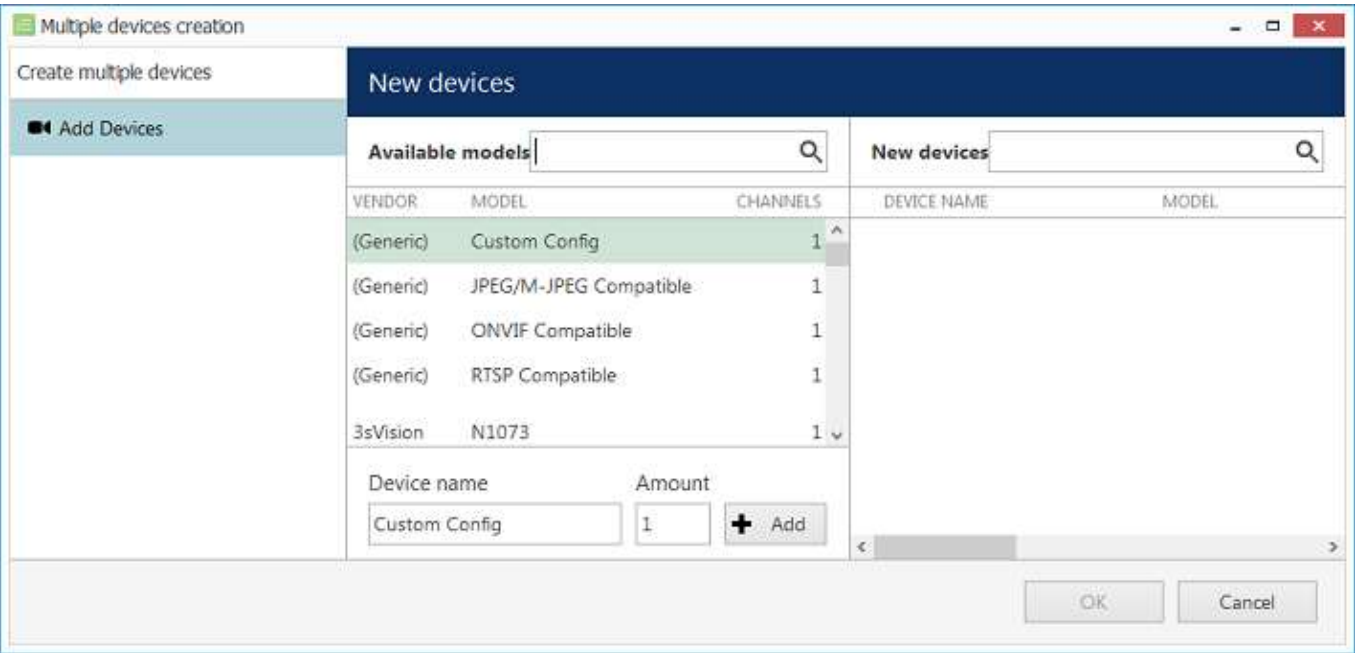 Multiple devices creation
Create multiple devices
Add Devices
New devices
Available models
New devices
VENDOR MODEL CHANNELS
(Generic) Custom Config 1
(Generic) JPEG/M-JPEG Compatible 1
(Generic) ONVIF Compatible 1
(Generic) RTSP Compatible 1
3sVision N1073 1
Device name Amount
Custom Config 1 Add
DEVICE NAME MODEL
OK Cancel